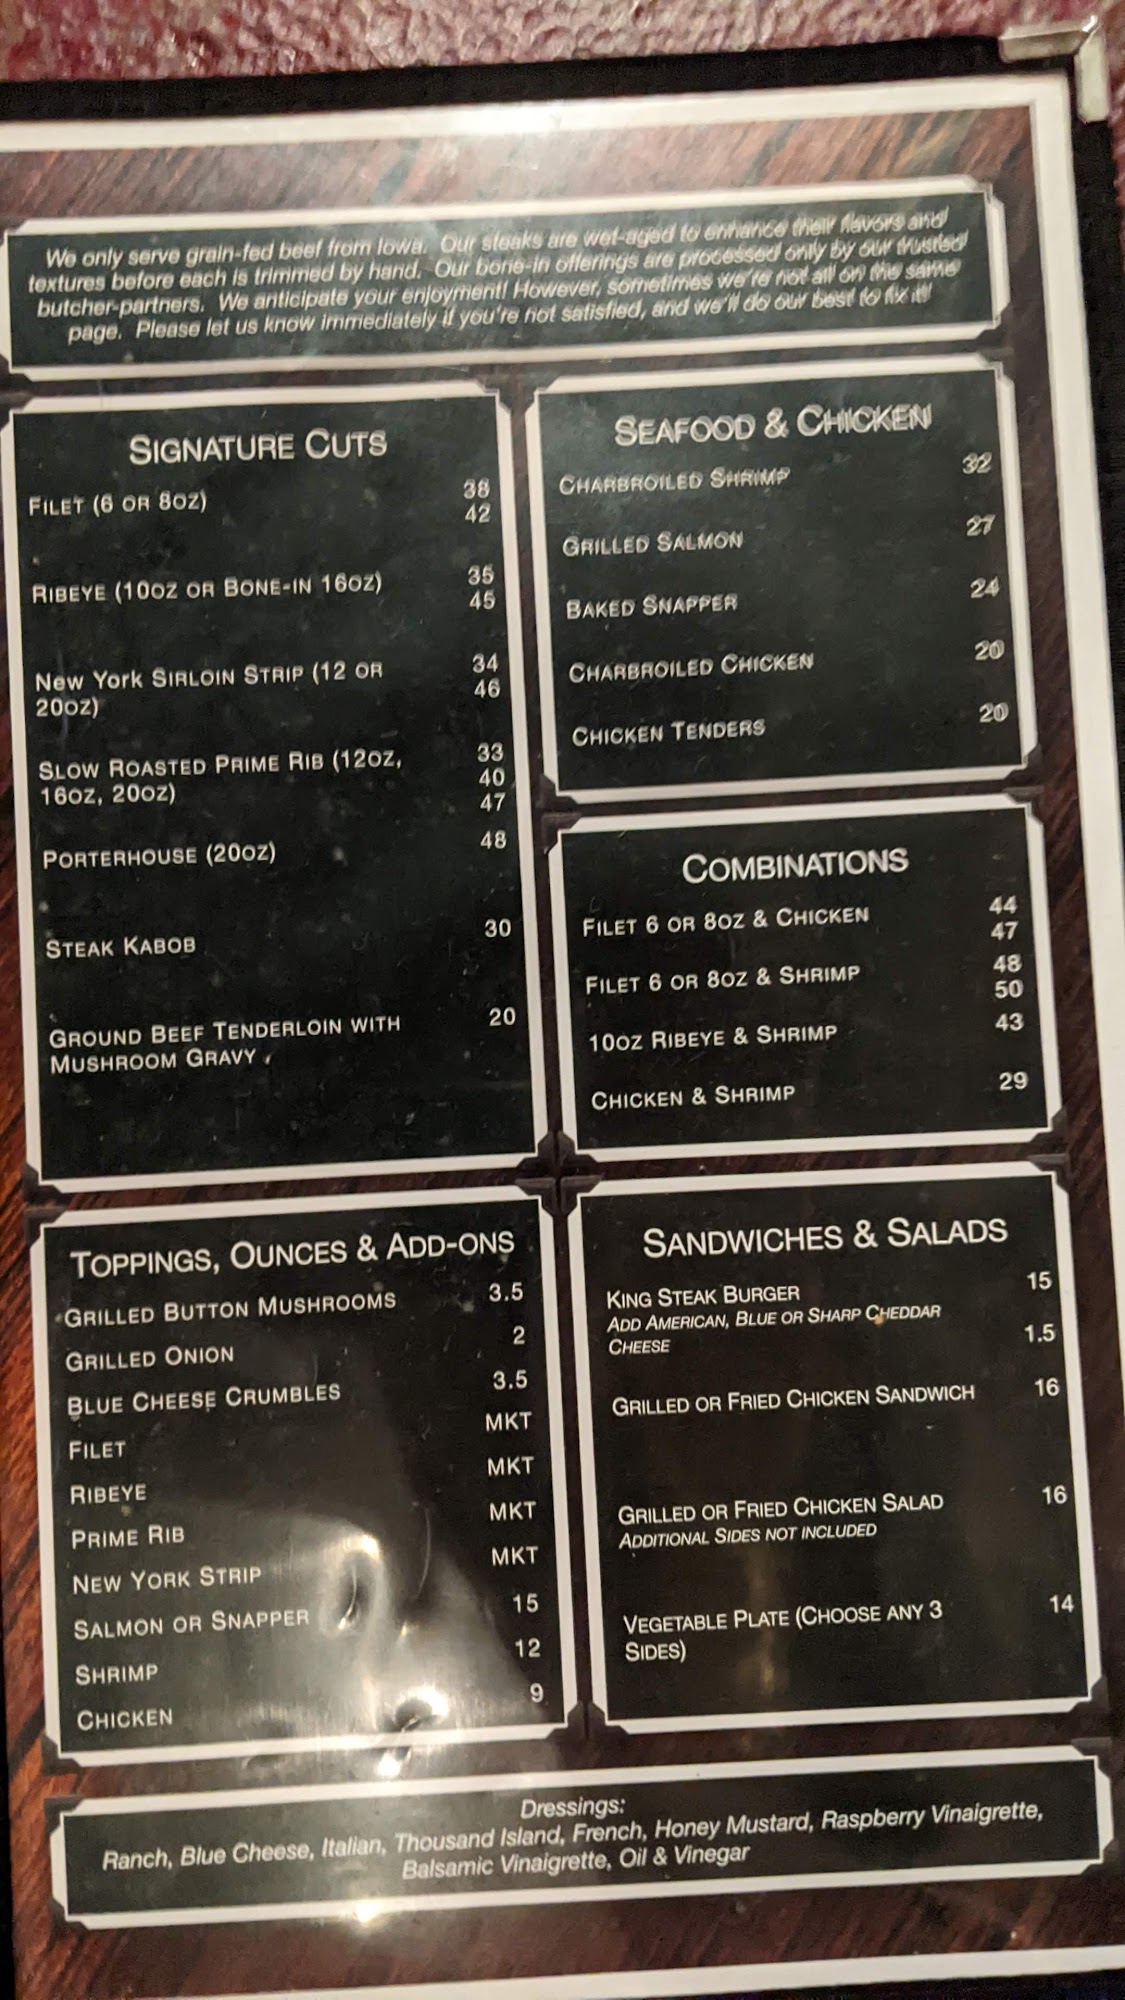 We only serve grain-fed beef from Iowa. Our steaks are wet-aged to enhance their flavors and
textures before each is trimmed by hand. Our bone-in offerings are processed only by our trusted
butcher-partners. We anticipate your enjoyment! However, sometimes we're not all on the same
page. Please let us know immediately if you're not satisfied, and we'll do our best to fix it!
SIGNATURE CUTS
FILET (6 OR 8OZ) 38
42
RIBEYE (10OZ OR BONE-IN 16OZ) 35
45
New York SIRLOIN STRIP (12 OR 34
20OZ) 46
SLOW ROASTED PRIME RIB (12OZ, 33
16OZ, 20OZ) 40
47
PORTERHOUSE (20OZ) 48
STEAK KABOB 30
GROUND BEEF TENDERLOIN WITH 20
MUSHROOM GRAVY
SEAFOOD & CHICKEN
CHARBROILED SHRIMP 32
GRILLED SALMON 27
BAKED SNAPPER 24
CHARBROILED CHICKEN 20
CHICKEN TENDERS 20
COMBINATIONS
FILET 6 OR 8OZ & CHICKEN 44
47
FILET 6 OR 8OZ & SHRIMP 48
50
10OZ RIBEYE & SHRIMP 43
CHICKEN & SHRIMP 29
TOPPINGS, OUNCES & ADD-ONS
GRILLED BUTTON MUSHROOMS 3.5
GRILLED ONION 2
BLUE CHEESE CRUMBLES 3.5
FILET MKT
RIBEYE MKT
PRIME RIB MKT
NEW YORK STRIP MKT
SALMON OR SNAPPER 15
SHRIMP 12
CHICKEN 9
SANDWICHES & SALADS
KING STEAK BURGER 15
ADD AMERICAN, BLUE OR SHARP CHEDDAR
CHEESE 1.5
GRILLED OR FRIED CHICKEN SANDWICH 16
GRILLED OR FRIED CHICKEN SALAD 16
ADDITIONAL SIDES NOT INCLUDED
VEGETABLE PLATE (CHOOSE ANY 3 14
SIDES)
Dressings:
Ranch, Blue Cheese, Italian, Thousand Island, French, Honey Mustard, Raspberry Vinaigrette,
Balsamic Vinaigrette, Oil & Vinegar